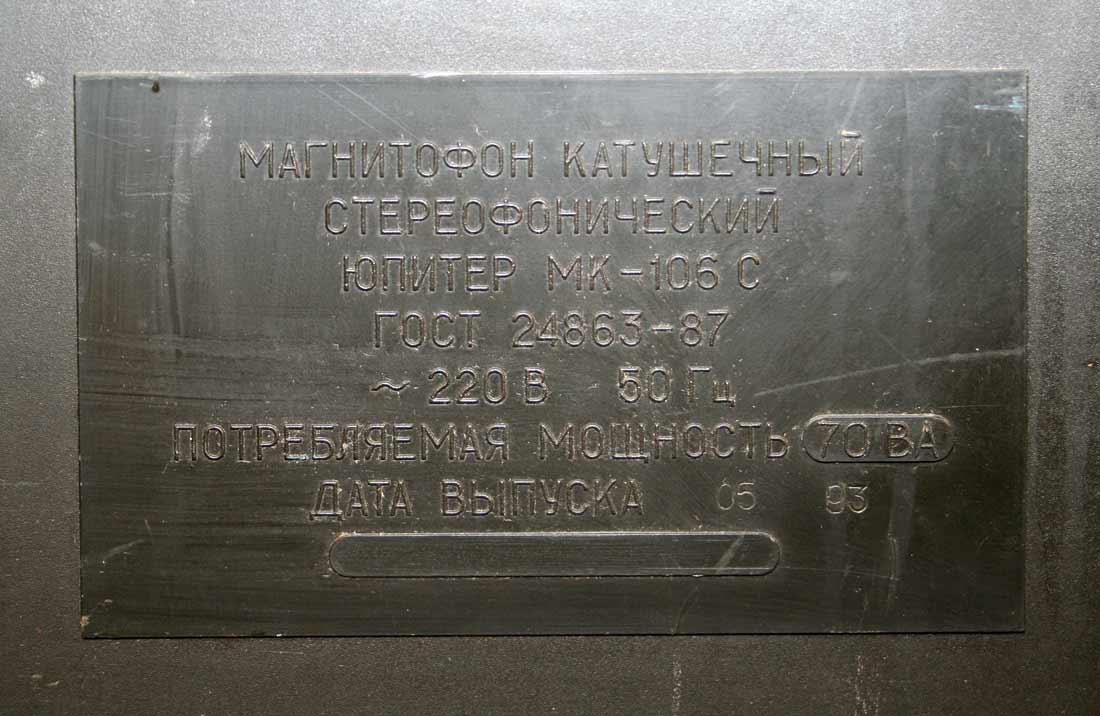 МАГНИТОФОН КАТУШЕЧНЫЙ
СТЕРЕОФОНИЧЕСКИЙ
ЮПИТЕР МК-106 С
ГОСТ 24863-87
~ 220 В 50 Гц
ПОТРЕБЛЯЕМАЯ МОЩНОСТЬ 70 ВА
ДАТА ВЫПУСКА 05 93